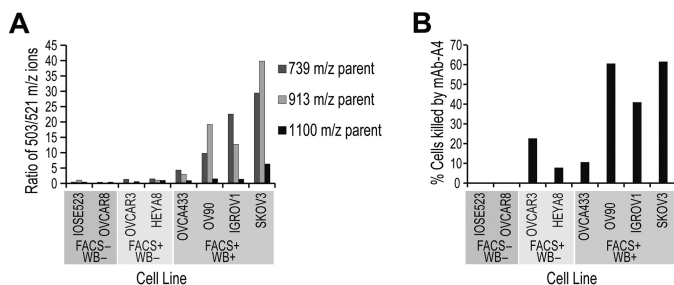 A
Ratio of 503/521 m/z ions
45
40
35
30
25
20
15
10
5
0
739 m/z parent
913 m/z parent
1100 m/z parent
IOSE523
OVCAR8
OVCAR3
HEYA8
OVCA433
OV90
IGROV1
SKOV3
FACS– WB–
FACS+ WB–
FACS+ WB+
Cell Line
B
% Cells killed by mAb-A4
70
60
50
40
30
20
10
0
IOSE523
OVCAR8
OVCAR3
HEYA8
OVCA433
OV90
IGROV1
SKOV3
FACS– WB–
FACS+ WB–
FACS+ WB+
Cell Line